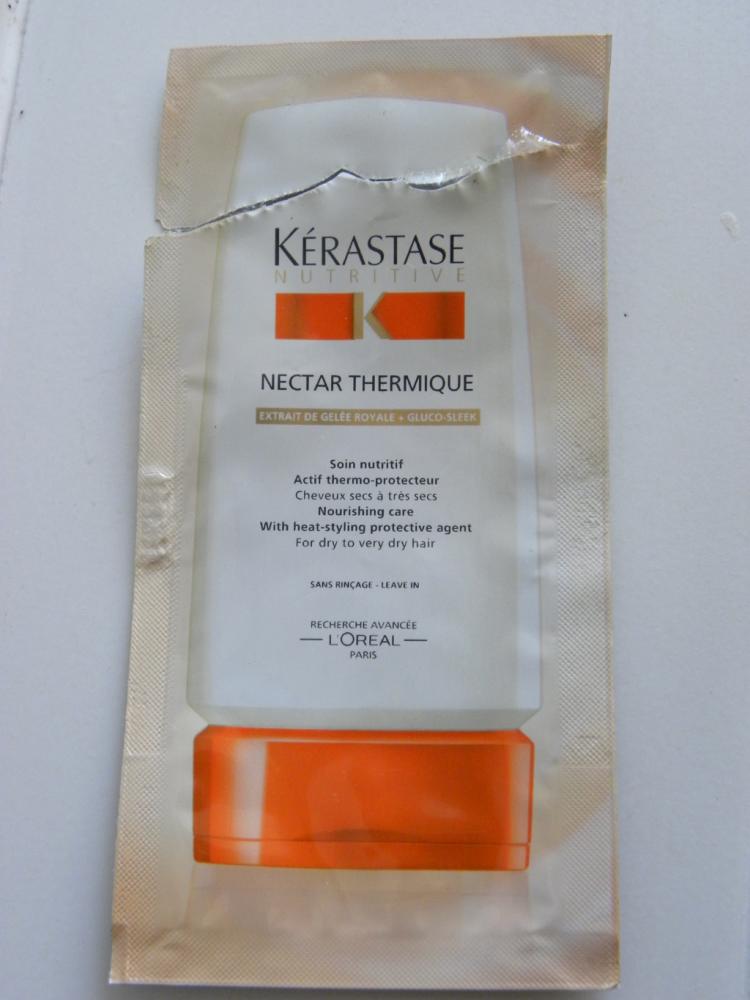 KÉRASTASE
NUTRITIVE
K
NECTAR THERMIQUE
EXTRAIT DE GELÉE ROYALE + GLUCO-SLEEK
Soin nutritif
Actif thermo-protecteur
Cheveux secs à très secs
Nourishing care
With heat-styling protective agent
For dry to very dry hair
SANS RINÇAGE - LEAVE IN
RECHERCHE AVANCÉE
L'ORÉAL
PARIS